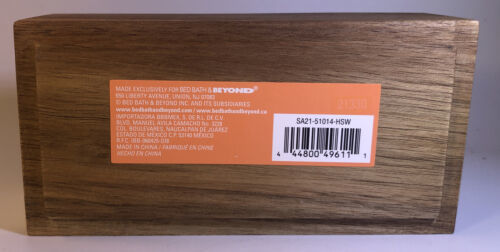 MADE EXCLUSIVELY FOR BED BATH & BEYOND
650 LIBERTY AVENUE, UNION, NJ 07083
© BED BATH & BEYOND INC. AND ITS SUBSIDIARIES
www.bedbathandbeyond.com www.bedbathandbeyond.ca
IMPORTADORA BBBMEX, S. DE R.L. DE C.V.
BLVD. MANUEL AVILA CAMACHO No. 3228
COL. BOULEVARES, NAUCALPAN DE JUÁREZ
ESTADO DE MÉXICO C.P. 53140 MÉXICO
R.F.C.
MADE IN CHINA / FABRIQUÉ EN CHINE
HECHO EN CHINA
21330
SA21-51014-HSW
4 44800 49611 1